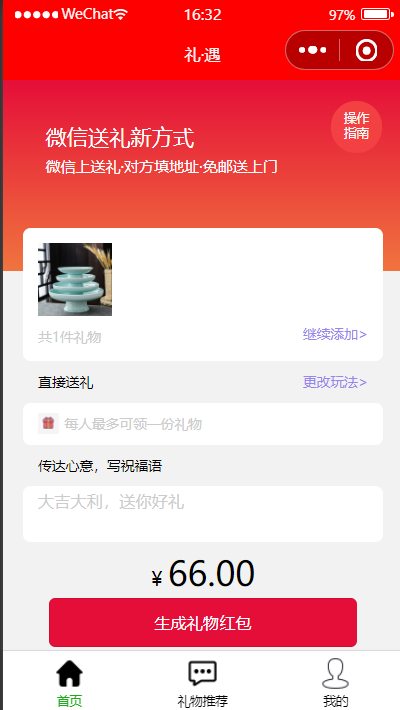 WeChat 16:32 97%
礼·遇
操作
指南
微信送礼新方式
微信上送礼·对方填地址·免邮送上门
共1件礼物 继续添加>
直接送礼 更改玩法>
每人最多可领一份礼物
传达心意，写祝福语
大吉大利，送你好礼
¥ 66.00
生成礼物红包
首页 礼物推荐 我的